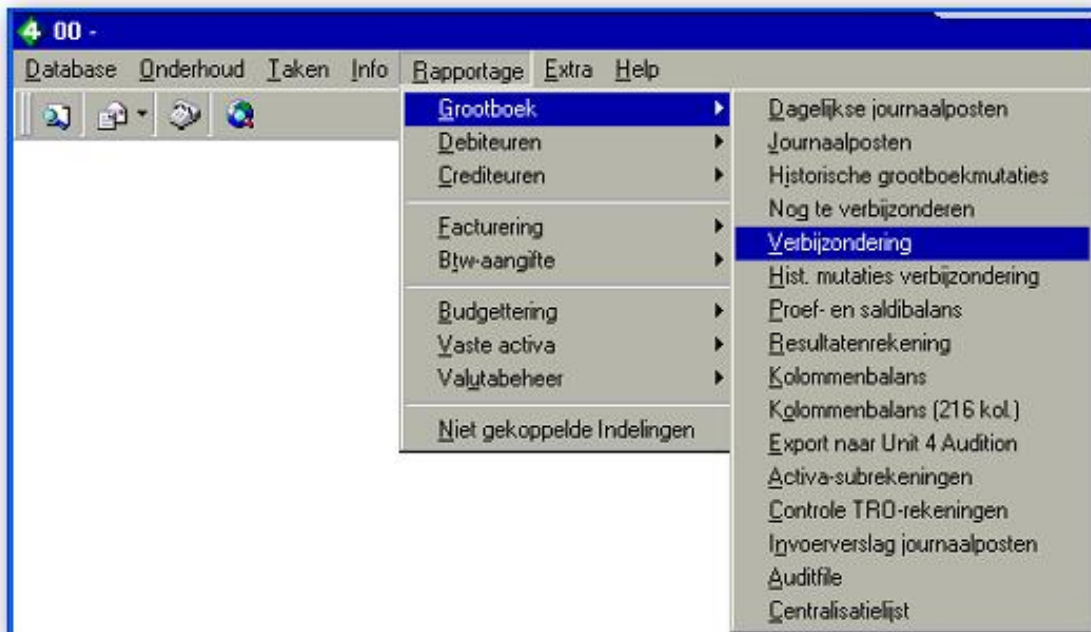 4 00 -
Database Onderhoud Taken Info Rapportage Extra Help
Grootboek
Debiteuren
Crediteuren
Facturering
Btw-aangifte
Budgettering
Vaste activa
Valutabeheer
Niet gekoppelde Indelingen
Dagelijkse journaalposten
Journaalposten
Historische grootboekmutaties
Nog te verbijzonderen
Verbijzondering
Hist. mutaties verbijzondering
Proef- en saldibalans
Resultatenrekening
Kolommenbalans
Kolommenbalans (216 kol.)
Export naar Unit 4 Audition
Activa-subrekeningen
Controle TRO-rekeningen
Invoerverslag journaalposten
Auditfile
Centralisatielijst